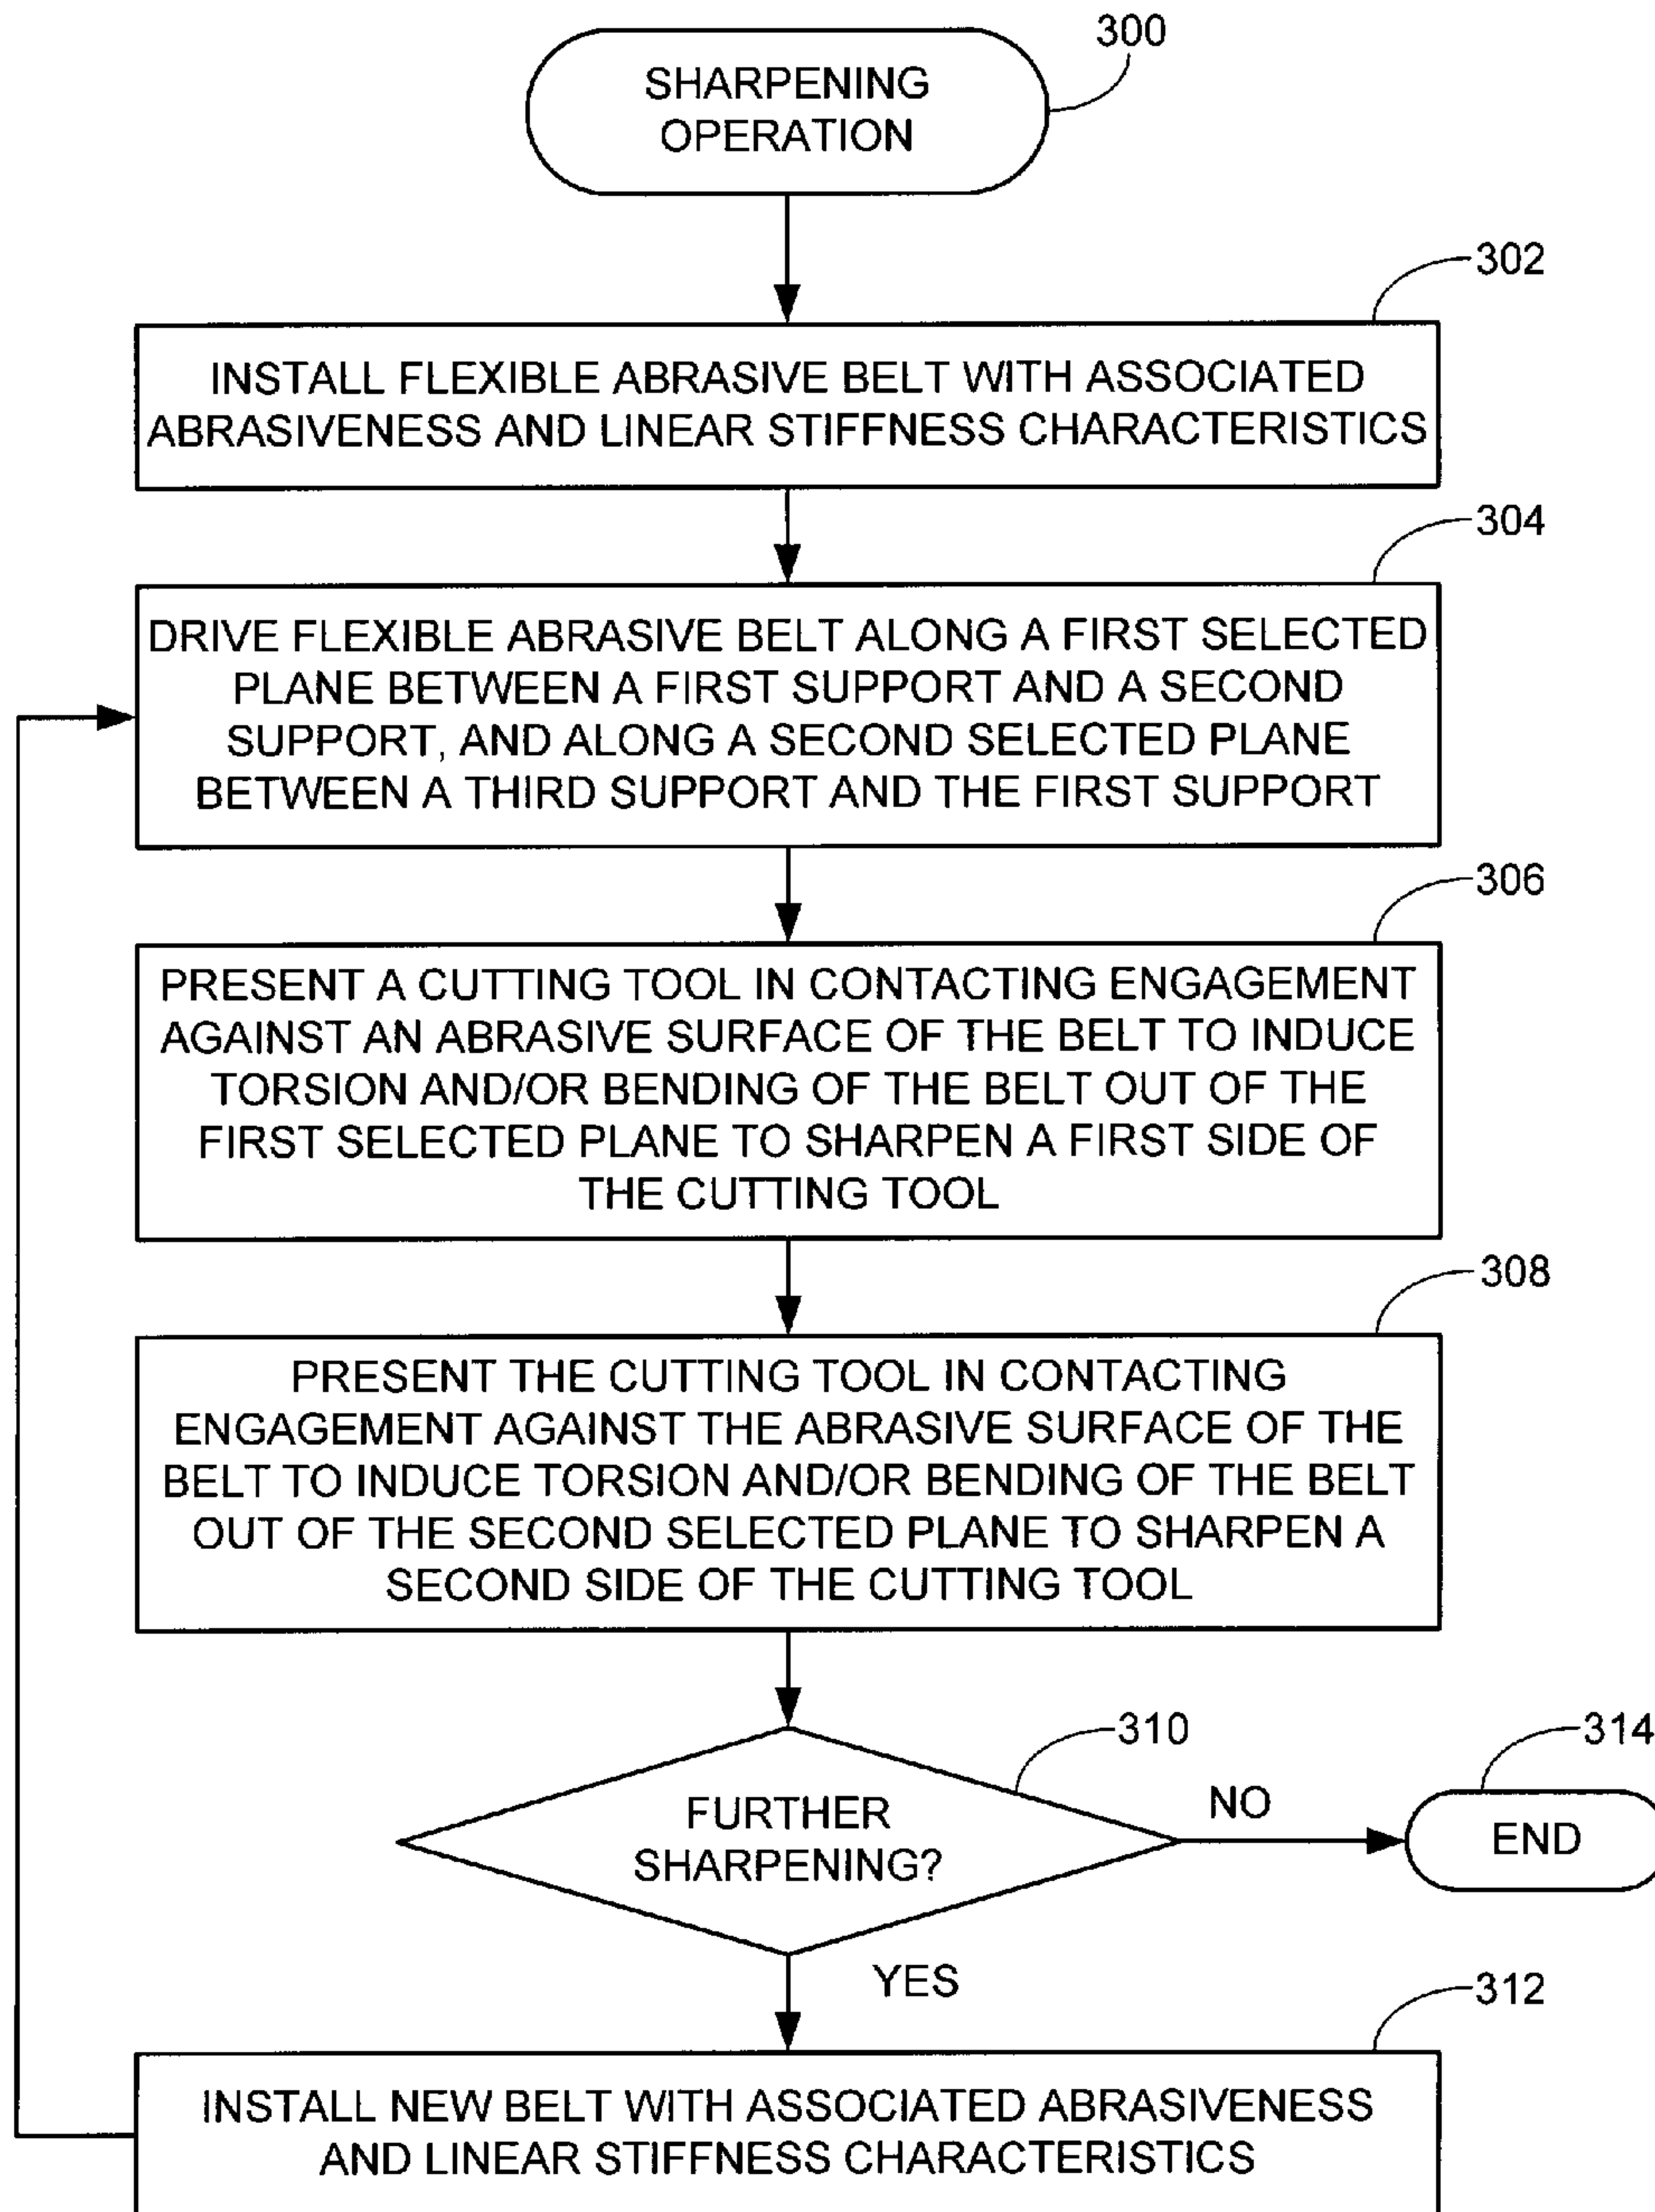 300
SHARPENING
OPERATION
302
INSTALL FLEXIBLE ABRASIVE BELT WITH ASSOCIATED
ABRASIVENESS AND LINEAR STIFFNESS CHARACTERISTICS
304
DRIVE FLEXIBLE ABRASIVE BELT ALONG A FIRST SELECTED
PLANE BETWEEN A FIRST SUPPORT AND A SECOND
SUPPORT, AND ALONG A SECOND SELECTED PLANE
BETWEEN A THIRD SUPPORT AND THE FIRST SUPPORT
306
PRESENT A CUTTING TOOL IN CONTACTING ENGAGEMENT
AGAINST AN ABRASIVE SURFACE OF THE BELT TO INDUCE
TORSION AND/OR BENDING OF THE BELT OUT OF THE
FIRST SELECTED PLANE TO SHARPEN A FIRST SIDE OF
THE CUTTING TOOL
308
PRESENT THE CUTTING TOOL IN CONTACTING
ENGAGEMENT AGAINST THE ABRASIVE SURFACE OF THE
BELT TO INDUCE TORSION AND/OR BENDING OF THE BELT
OUT OF THE SECOND SELECTED PLANE TO SHARPEN A
SECOND SIDE OF THE CUTTING TOOL
310
314
FURTHER
SHARPENING?
NO
END
YES
312
INSTALL NEW BELT WITH ASSOCIATED ABRASIVENESS
AND LINEAR STIFFNESS CHARACTERISTICS